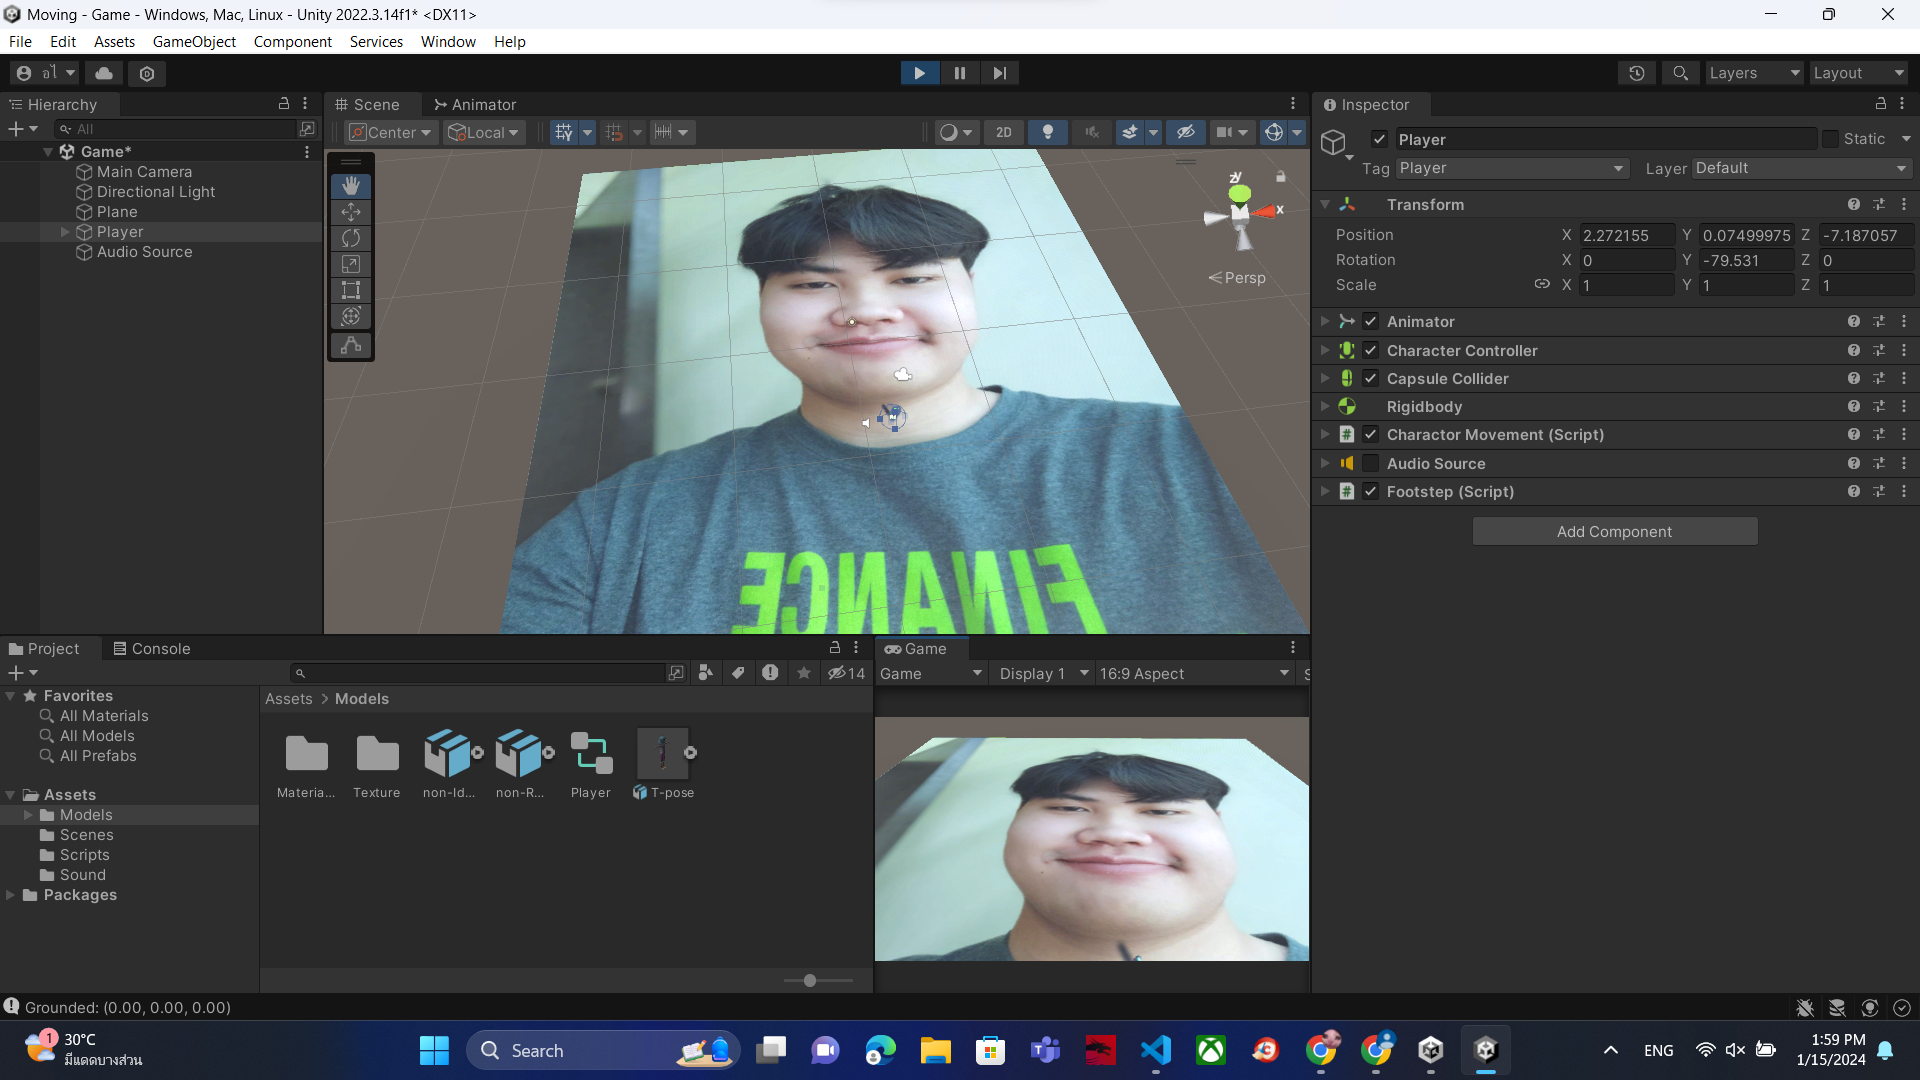 Moving - Game - Windows, Mac, Linux - Unity 2022.3.14f1* <DX11>
File Edit Assets GameObject Component Services Window Help
อไ Layers Layout
Hierarchy
All
Game*
Main Camera
Directional Light
Plane
Player
Audio Source
Scene Animator
Center Local 2D
y x
Persp
FINANCE
Inspector
Player Static
Tag Player Layer Default
Transform
Position X 2.272155 Y 0.07499975 Z -7.187057
Rotation X 0 Y -79.531 Z 0
Scale X 1 Y 1 Z 1
Animator
Character Controller
Capsule Collider
Rigidbody
Charactor Movement (Script)
Audio Source
Footstep (Script)
Add Component
Project Console
14
Favorites
All Materials
All Models
All Prefabs
Assets
Models
Scenes
Scripts
Sound
Packages
Assets > Models
Materia... Texture non-Id... non-R... Player T-pose
Game
Game Display 1 16:9 Aspect S
Grounded: (0.00, 0.00, 0.00)
1 30°C
มีแดดบางส่วน
Search
ENG
1:59 PM
1/15/2024